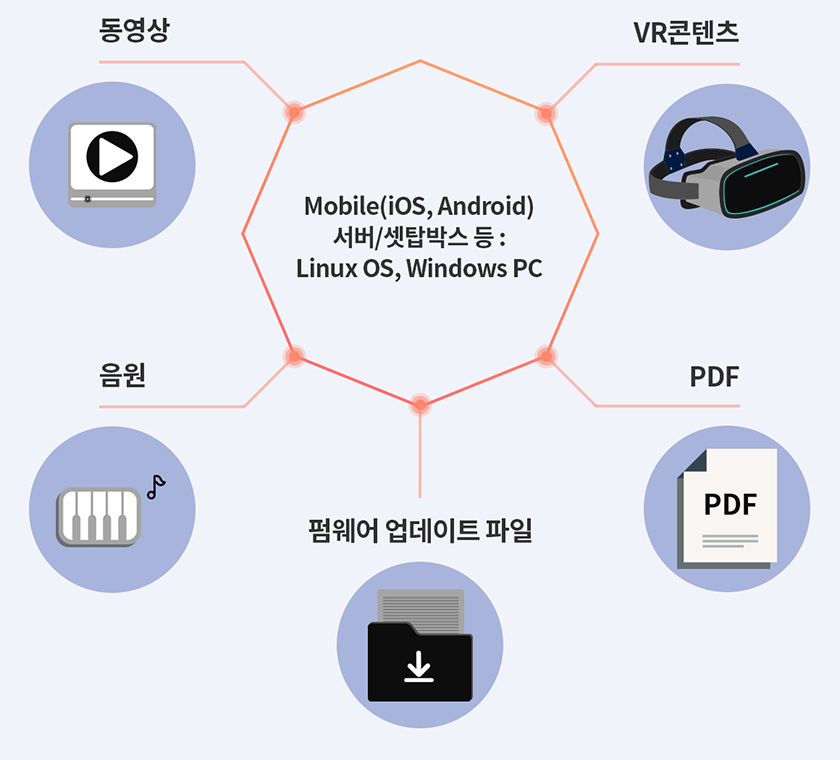 동영상
VR콘텐츠
Mobile(iOS, Android)
서버/셋탑박스 등 :
Linux OS, Windows PC
음원
PDF
PDF
펌웨어 업데이트 파일